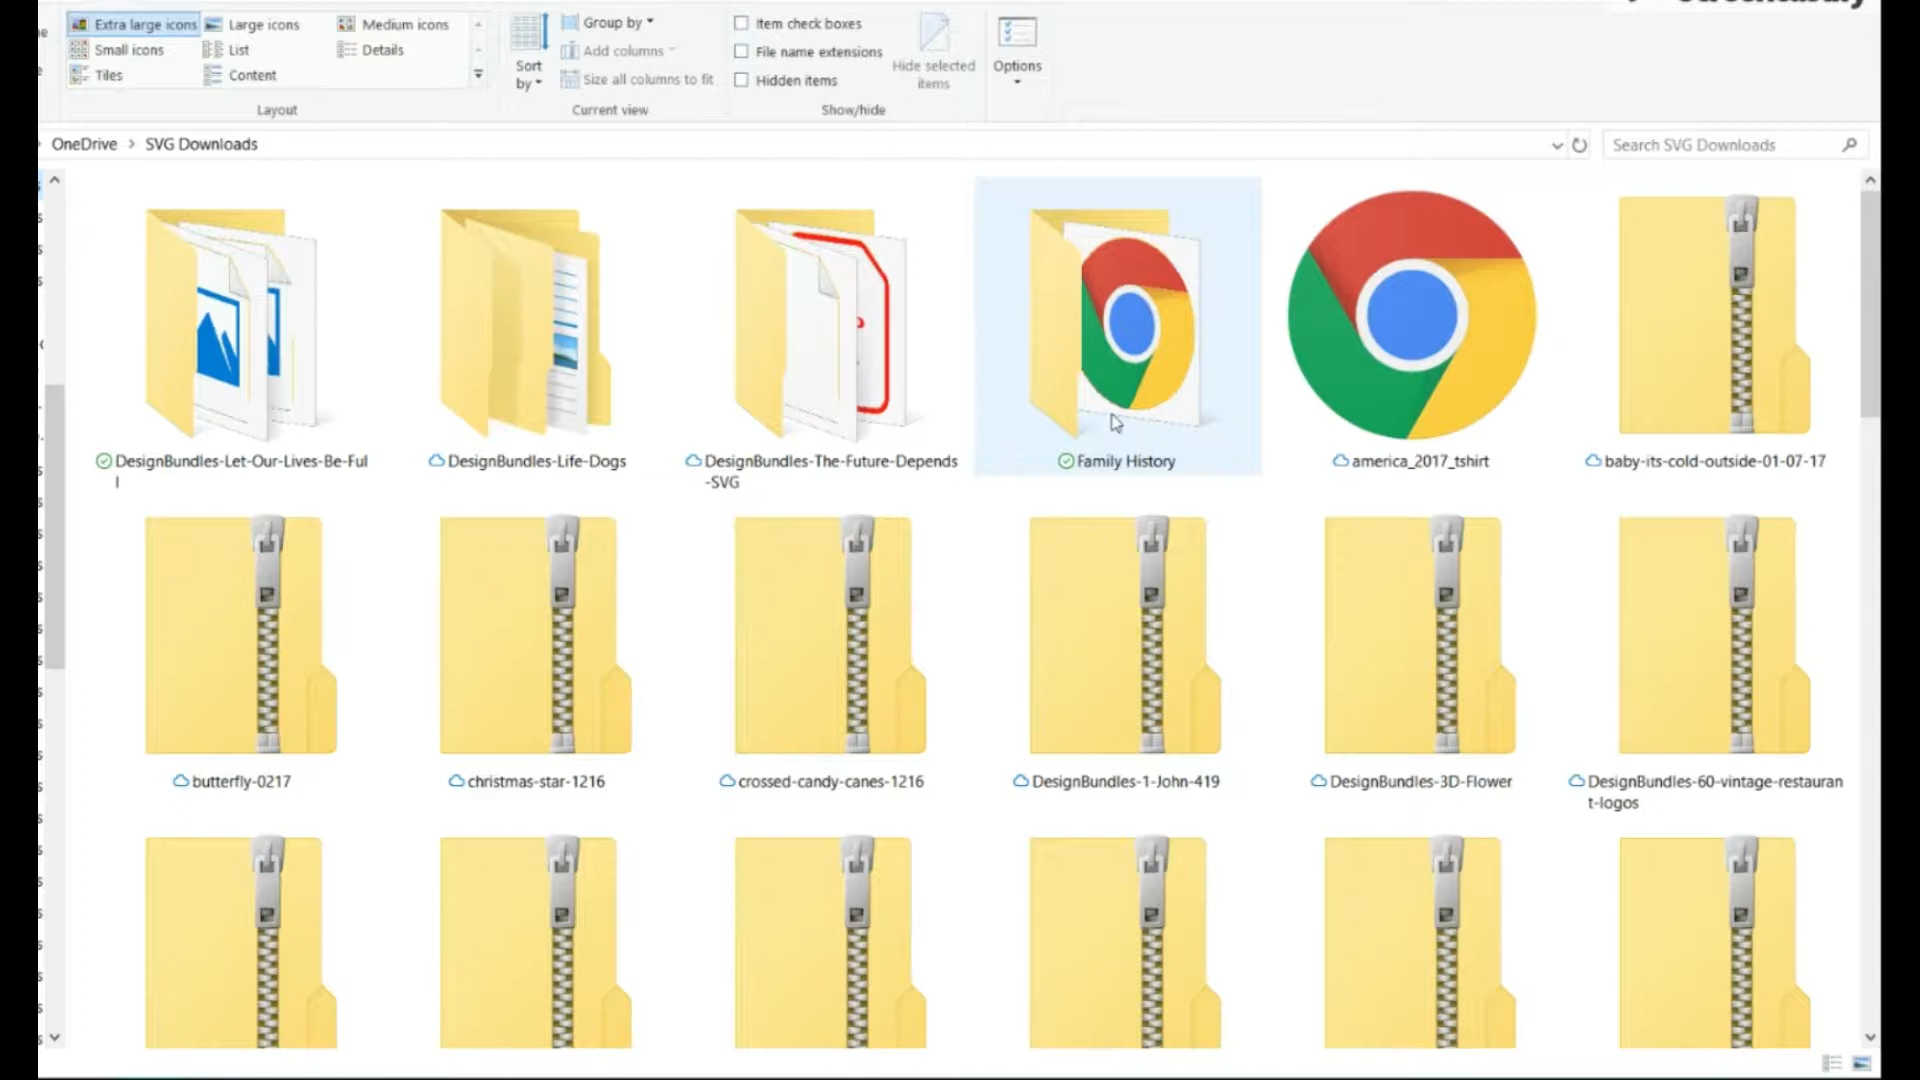 Extra large icons
Large icons
Medium icons
Small icons
List
Details
Tiles
Content
Layout
Sort
by
Group by
Add columns
Size all columns to fit
Current view
Item check boxes
File name extensions
Hidden items
Hide selected
items
Show/hide
Options
OneDrive > SVG Downloads
Search SVG Downloads
DesignBundles-Let-Our-Lives-Be-Ful
l
DesignBundles-Life-Dogs
DesignBundles-The-Future-Depends
-SVG
Family History
america_2017_tshirt
baby-its-cold-outside-01-07-17
butterfly-0217
christmas-star-1216
crossed-candy-canes-1216
DesignBundles-1-John-419
DesignBundles-3D-Flower
DesignBundles-60-vintage-restauran
t-logos